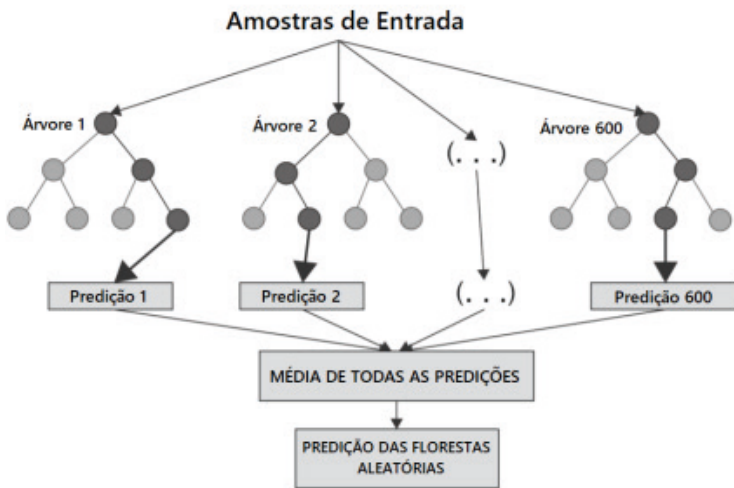 Amostras de Entrada
Árvore 1
Árvore 2
(. . .)
Árvore 600
Predição 1
Predição 2
(. . .)
Predição 600
MÉDIA DE TODAS AS PREDIÇÕES
PREDIÇÃO DAS FLORESTAS
ALEATÓRIAS